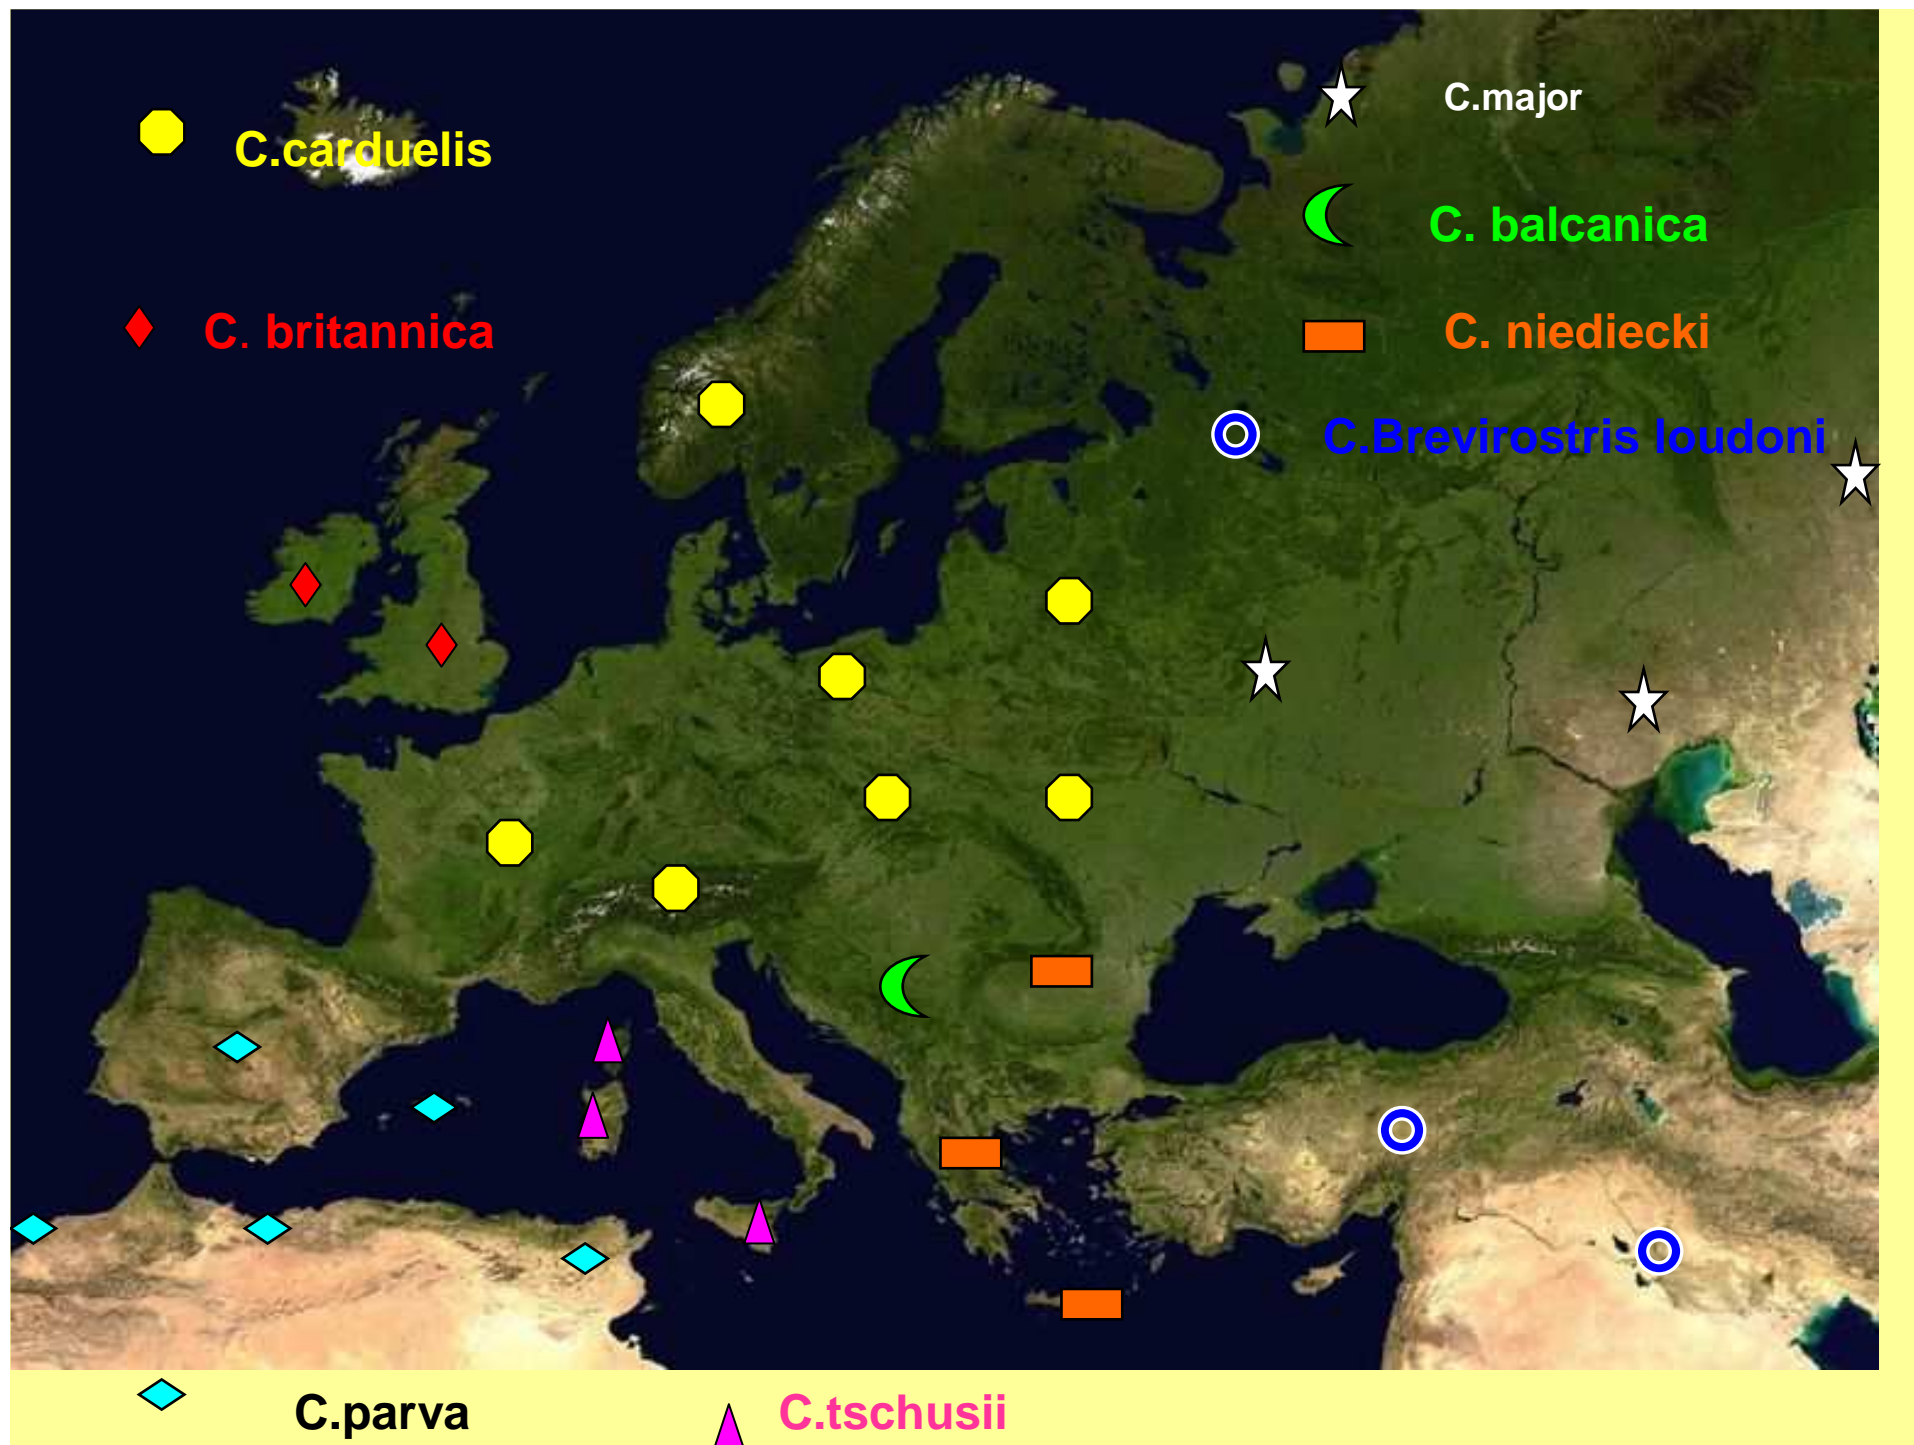 C.major
C.carduelis
C. balcanica
C. britannica
C. niediecki
C.Brevirostris loudoni
C.parva
C.tschusii